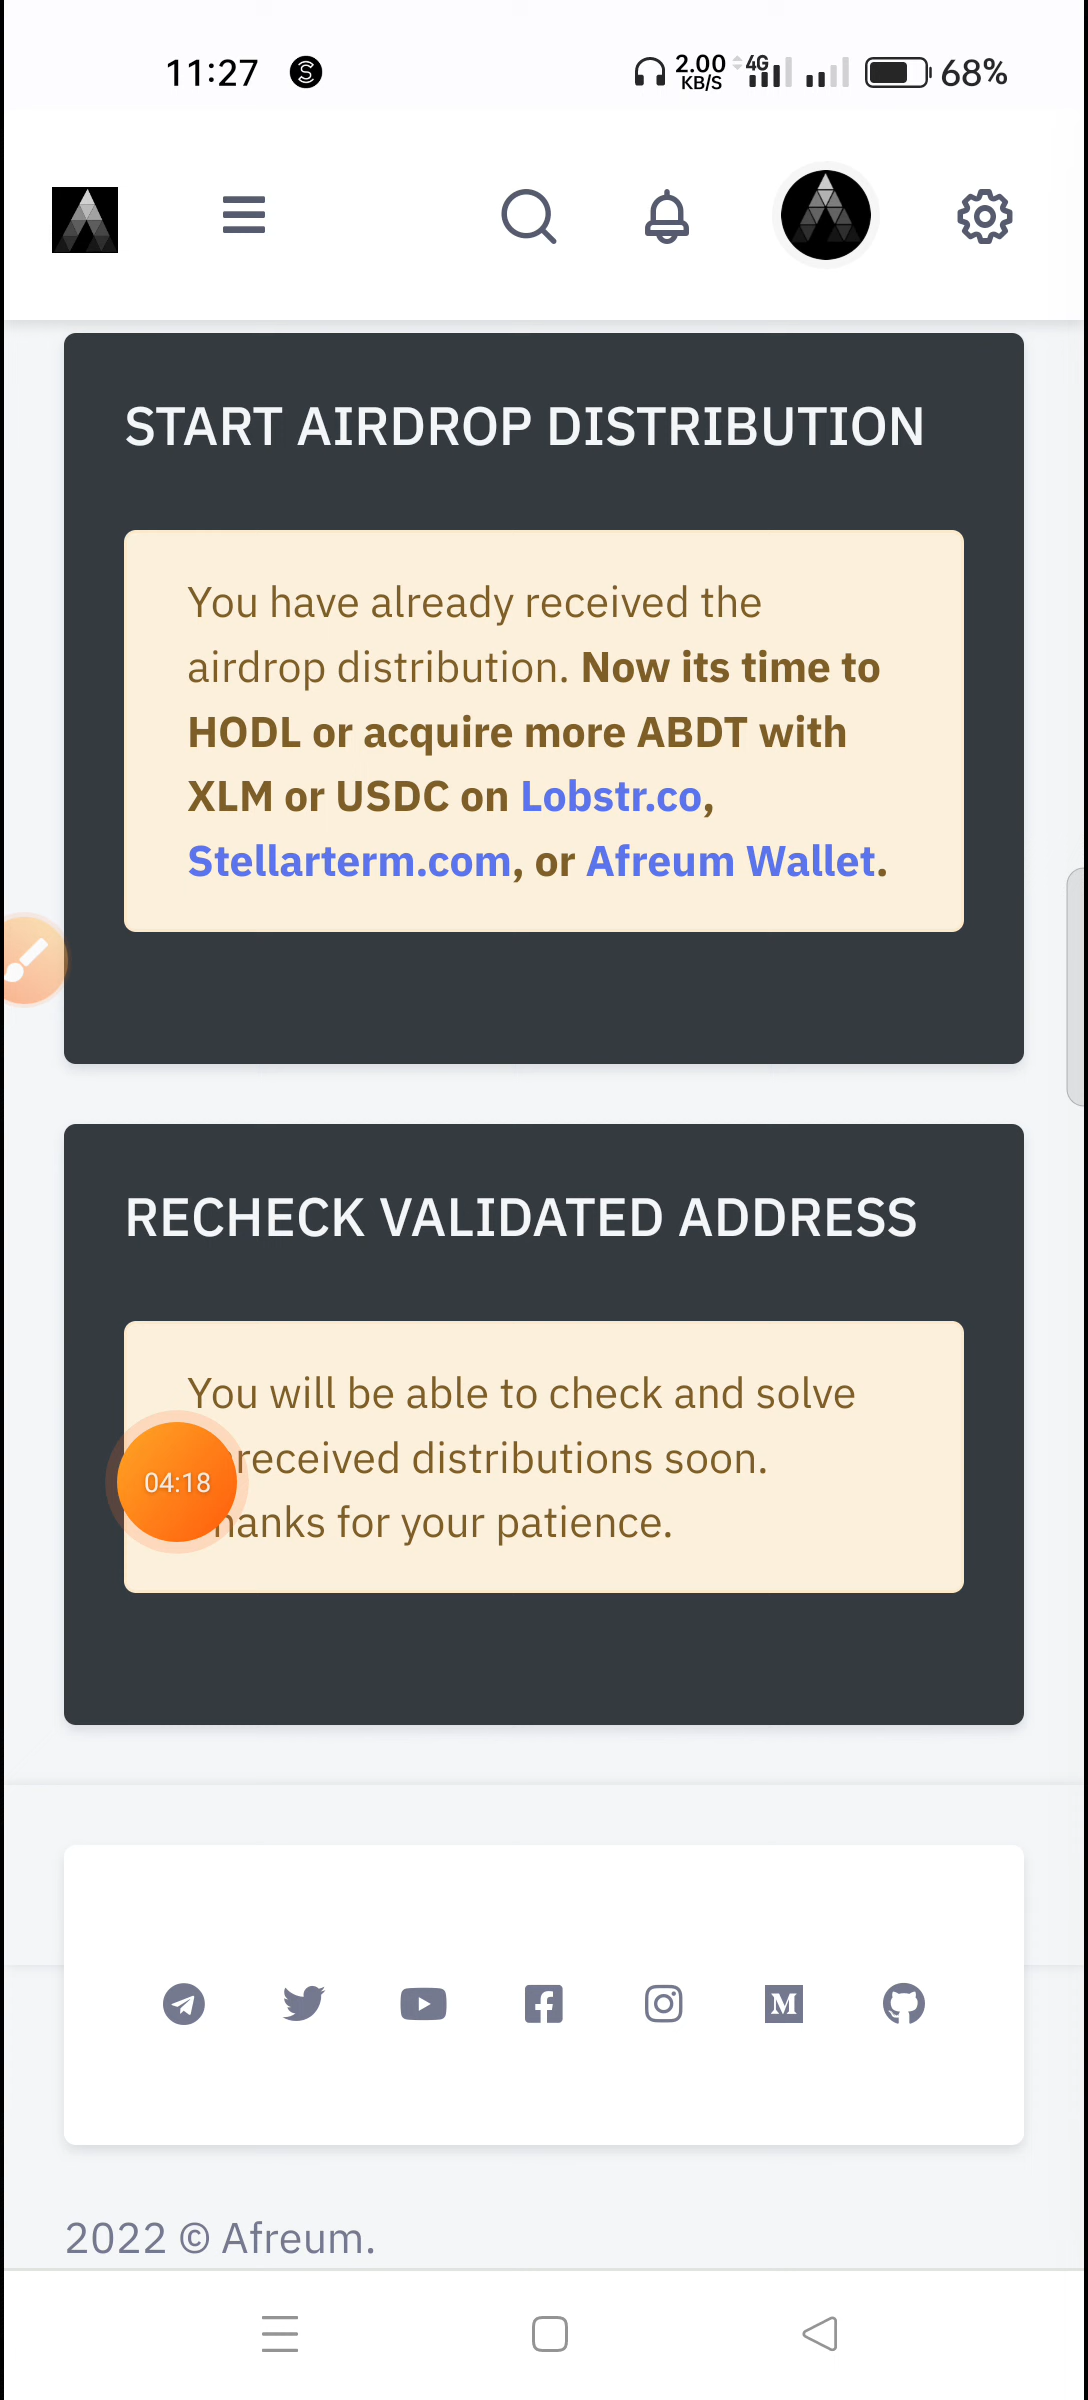 11:27
2.00
KB/S
4G
68%
START AIRDROP DISTRIBUTION
You have already received the
airdrop distribution. Now its time to
HODL or acquire more ABDT with
XLM or USDC on Lobstr.co,
Stellarterm.com, or Afreum Wallet.
RECHECK VALIDATED ADDRESS
You will be able to check and solve
received distributions soon.
hanks for your patience.
04:18
2022 © Afreum.